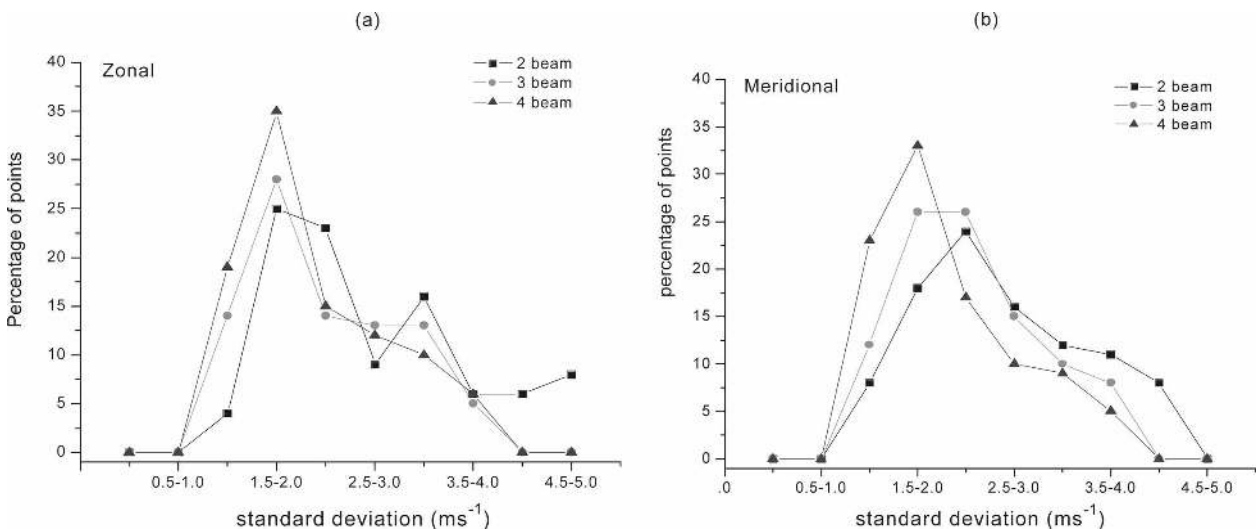 (a)
(b)
Zonal
2 beam
3 beam
4 beam
40
35
30
25
20
15
10
5
0
Percentage of points
0.5-1.0
1.5-2.0
2.5-3.0
3.5-4.0
4.5-5.0
standard deviation (ms⁻¹)
Meridional
2 beam
3 beam
4 beam
40
35
30
25
20
15
10
5
0
percentage of points
.0
0.5-1.0
1.5-2.0
2.5-3.0
3.5-4.0
4.5-5.0
standard deviation (ms⁻¹)